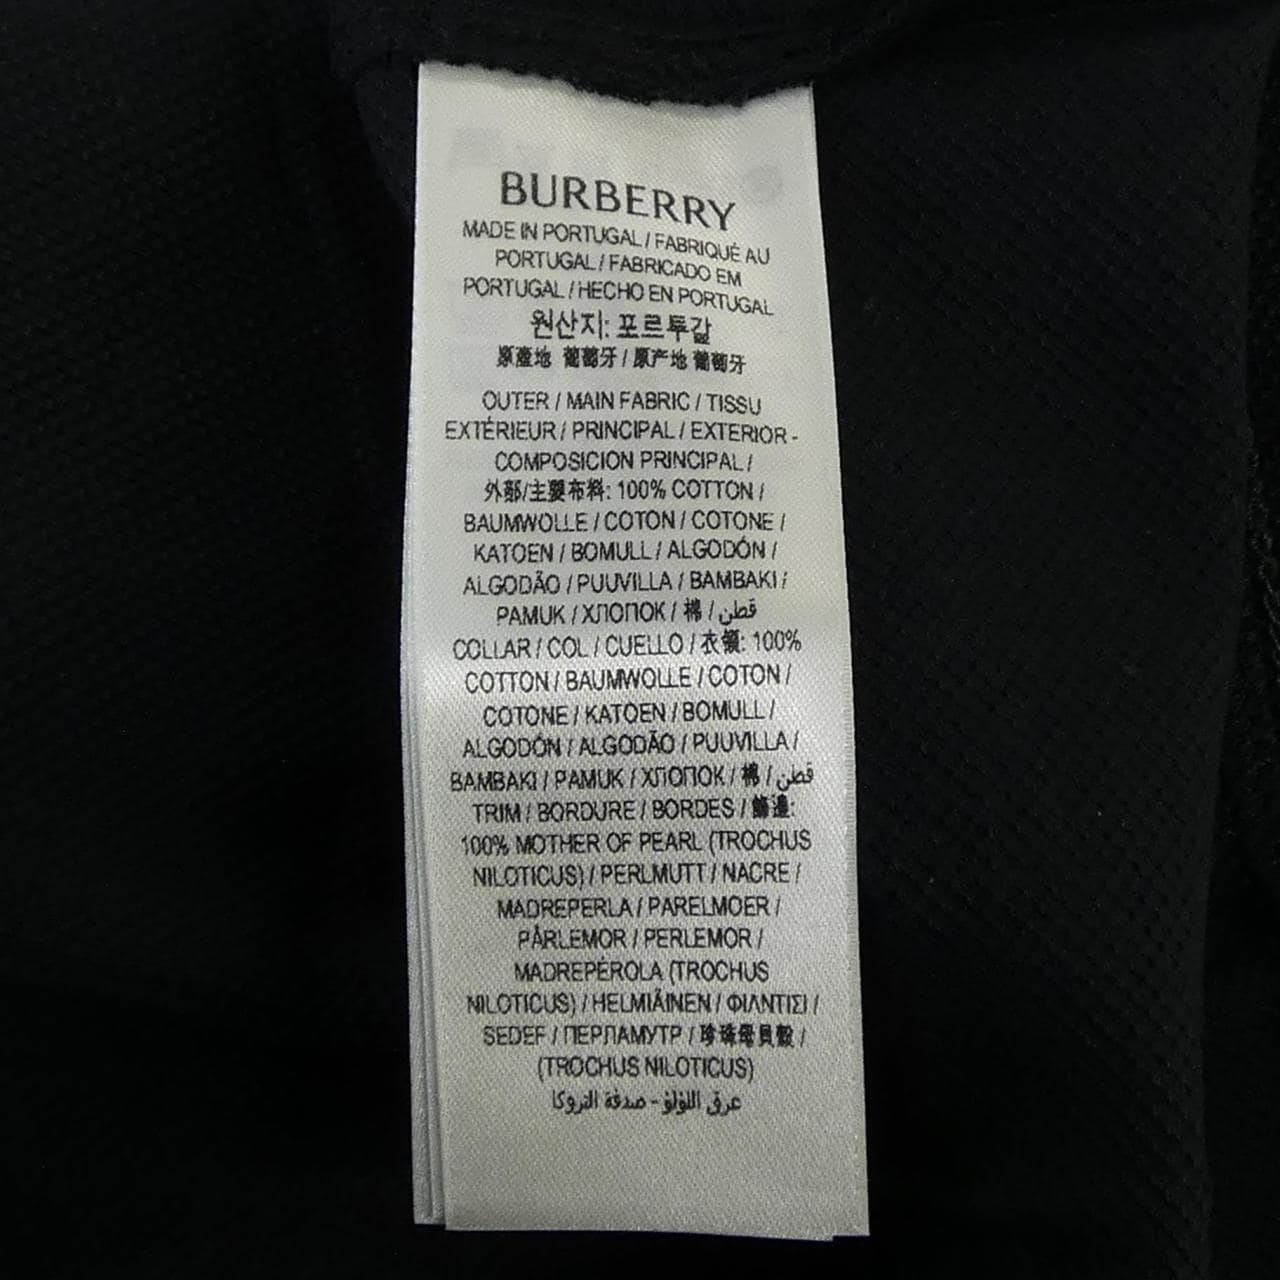 BURBERRY
MADE IN PORTUGAL / FABRIQUÉ AU
PORTUGAL / FABRICADO EM
PORTUGAL / HECHO EN PORTUGAL
원산지: 포르투갈
原產地 葡萄牙 / 原产地 葡萄牙
OUTER / MAIN FABRIC / TISSU
EXTÉRIEUR / PRINCIPAL / EXTERIOR -
COMPOSICION PRINCIPAL /
外部/主要布料: 100% COTTON /
BAUMWOLLE / COTON / COTONE /
KATOEN / BOMULL / ALGODÓN /
ALGODÃO / PUUVILLA / BAMBAKI /
PAMUK / ХЛОПОК / 棉 / قطن
COLLAR / COL / CUELLO / 衣領: 100%
COTTON / BAUMWOLLE / COTON /
COTONE / KATOEN / BOMULL /
ALGODÓN / ALGODÃO / PUUVILLA /
BAMBAKI / PAMUK / ХЛОПОК / 棉 / قطن
TRIM / BORDURE / BORDES / 飾邊:
100% MOTHER OF PEARL (TROCHUS
NILOTICUS) / PERLMUTT / NACRE /
MADREPERLA / PARELMOER /
PÄRLEMOR / PERLEMOR /
MADREPÉROLA (TROCHUS
NILOTICUS) / HELMIÄINEN / ΦΙΛΝΤΙΣΙ /
SEDEF / ПЕРЛАМУТР / 珍珠母貝殼 /
(TROCHUS NILOTICUS)
عرق اللؤلؤ - صدفة التروكا